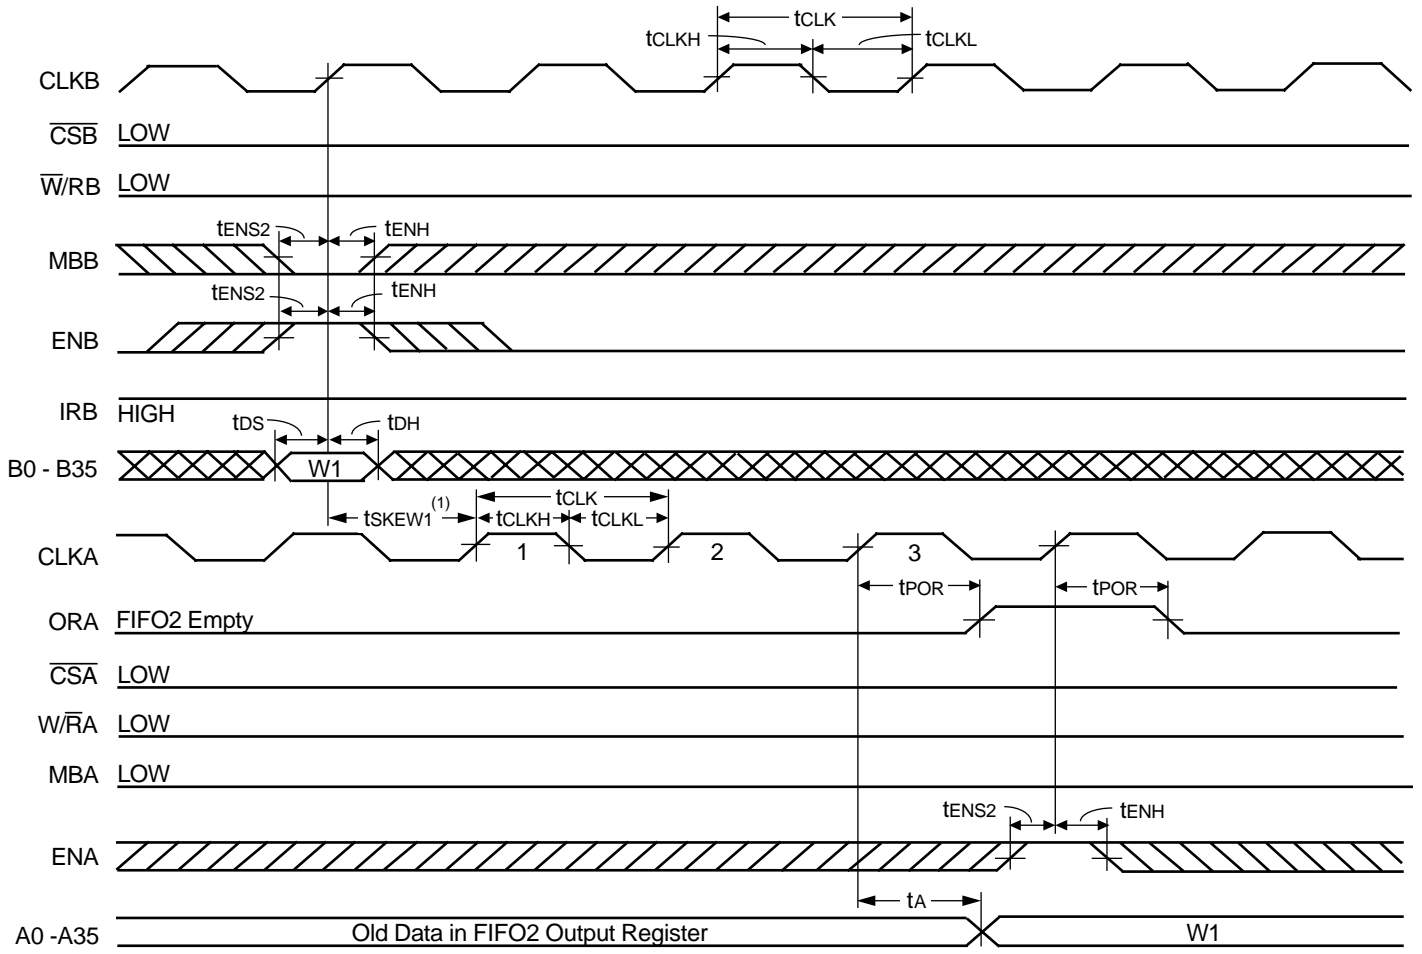 tCLK
tCLKH
tCLKL
CLKB
CSB LOW
W/RB LOW
tENS2 tENH
MBB
tENS2 tENH
ENB
IRB HIGH
tDS tDH
B0 - B35 W1
tCLK
tSKEW1(1) tCLKH tCLKL
CLKA 1 2 3
tPOR tPOR
ORA FIFO2 Empty
CSA LOW
W/RA LOW
MBA LOW
tENS2 tENH
ENA
tA
A0 -A35 Old Data in FIFO2 Output Register W1